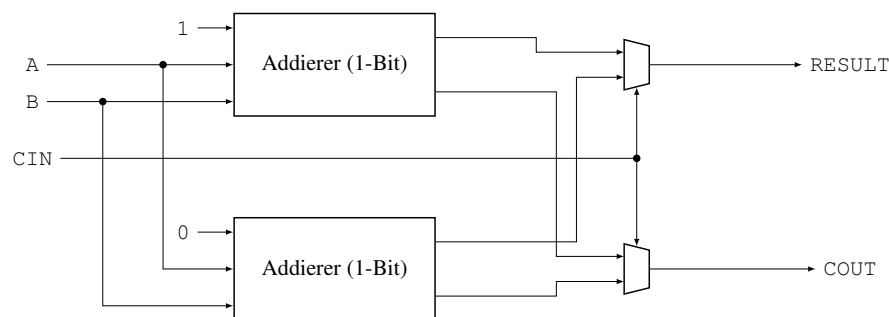 1
A
B
Addierer (1-Bit)
RESULT
CIN
0
Addierer (1-Bit)
COUT